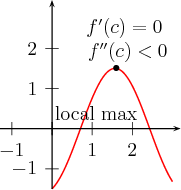 f′(c) = 0
f″(c) < 0
2
1
local max
−1 1 2
−1